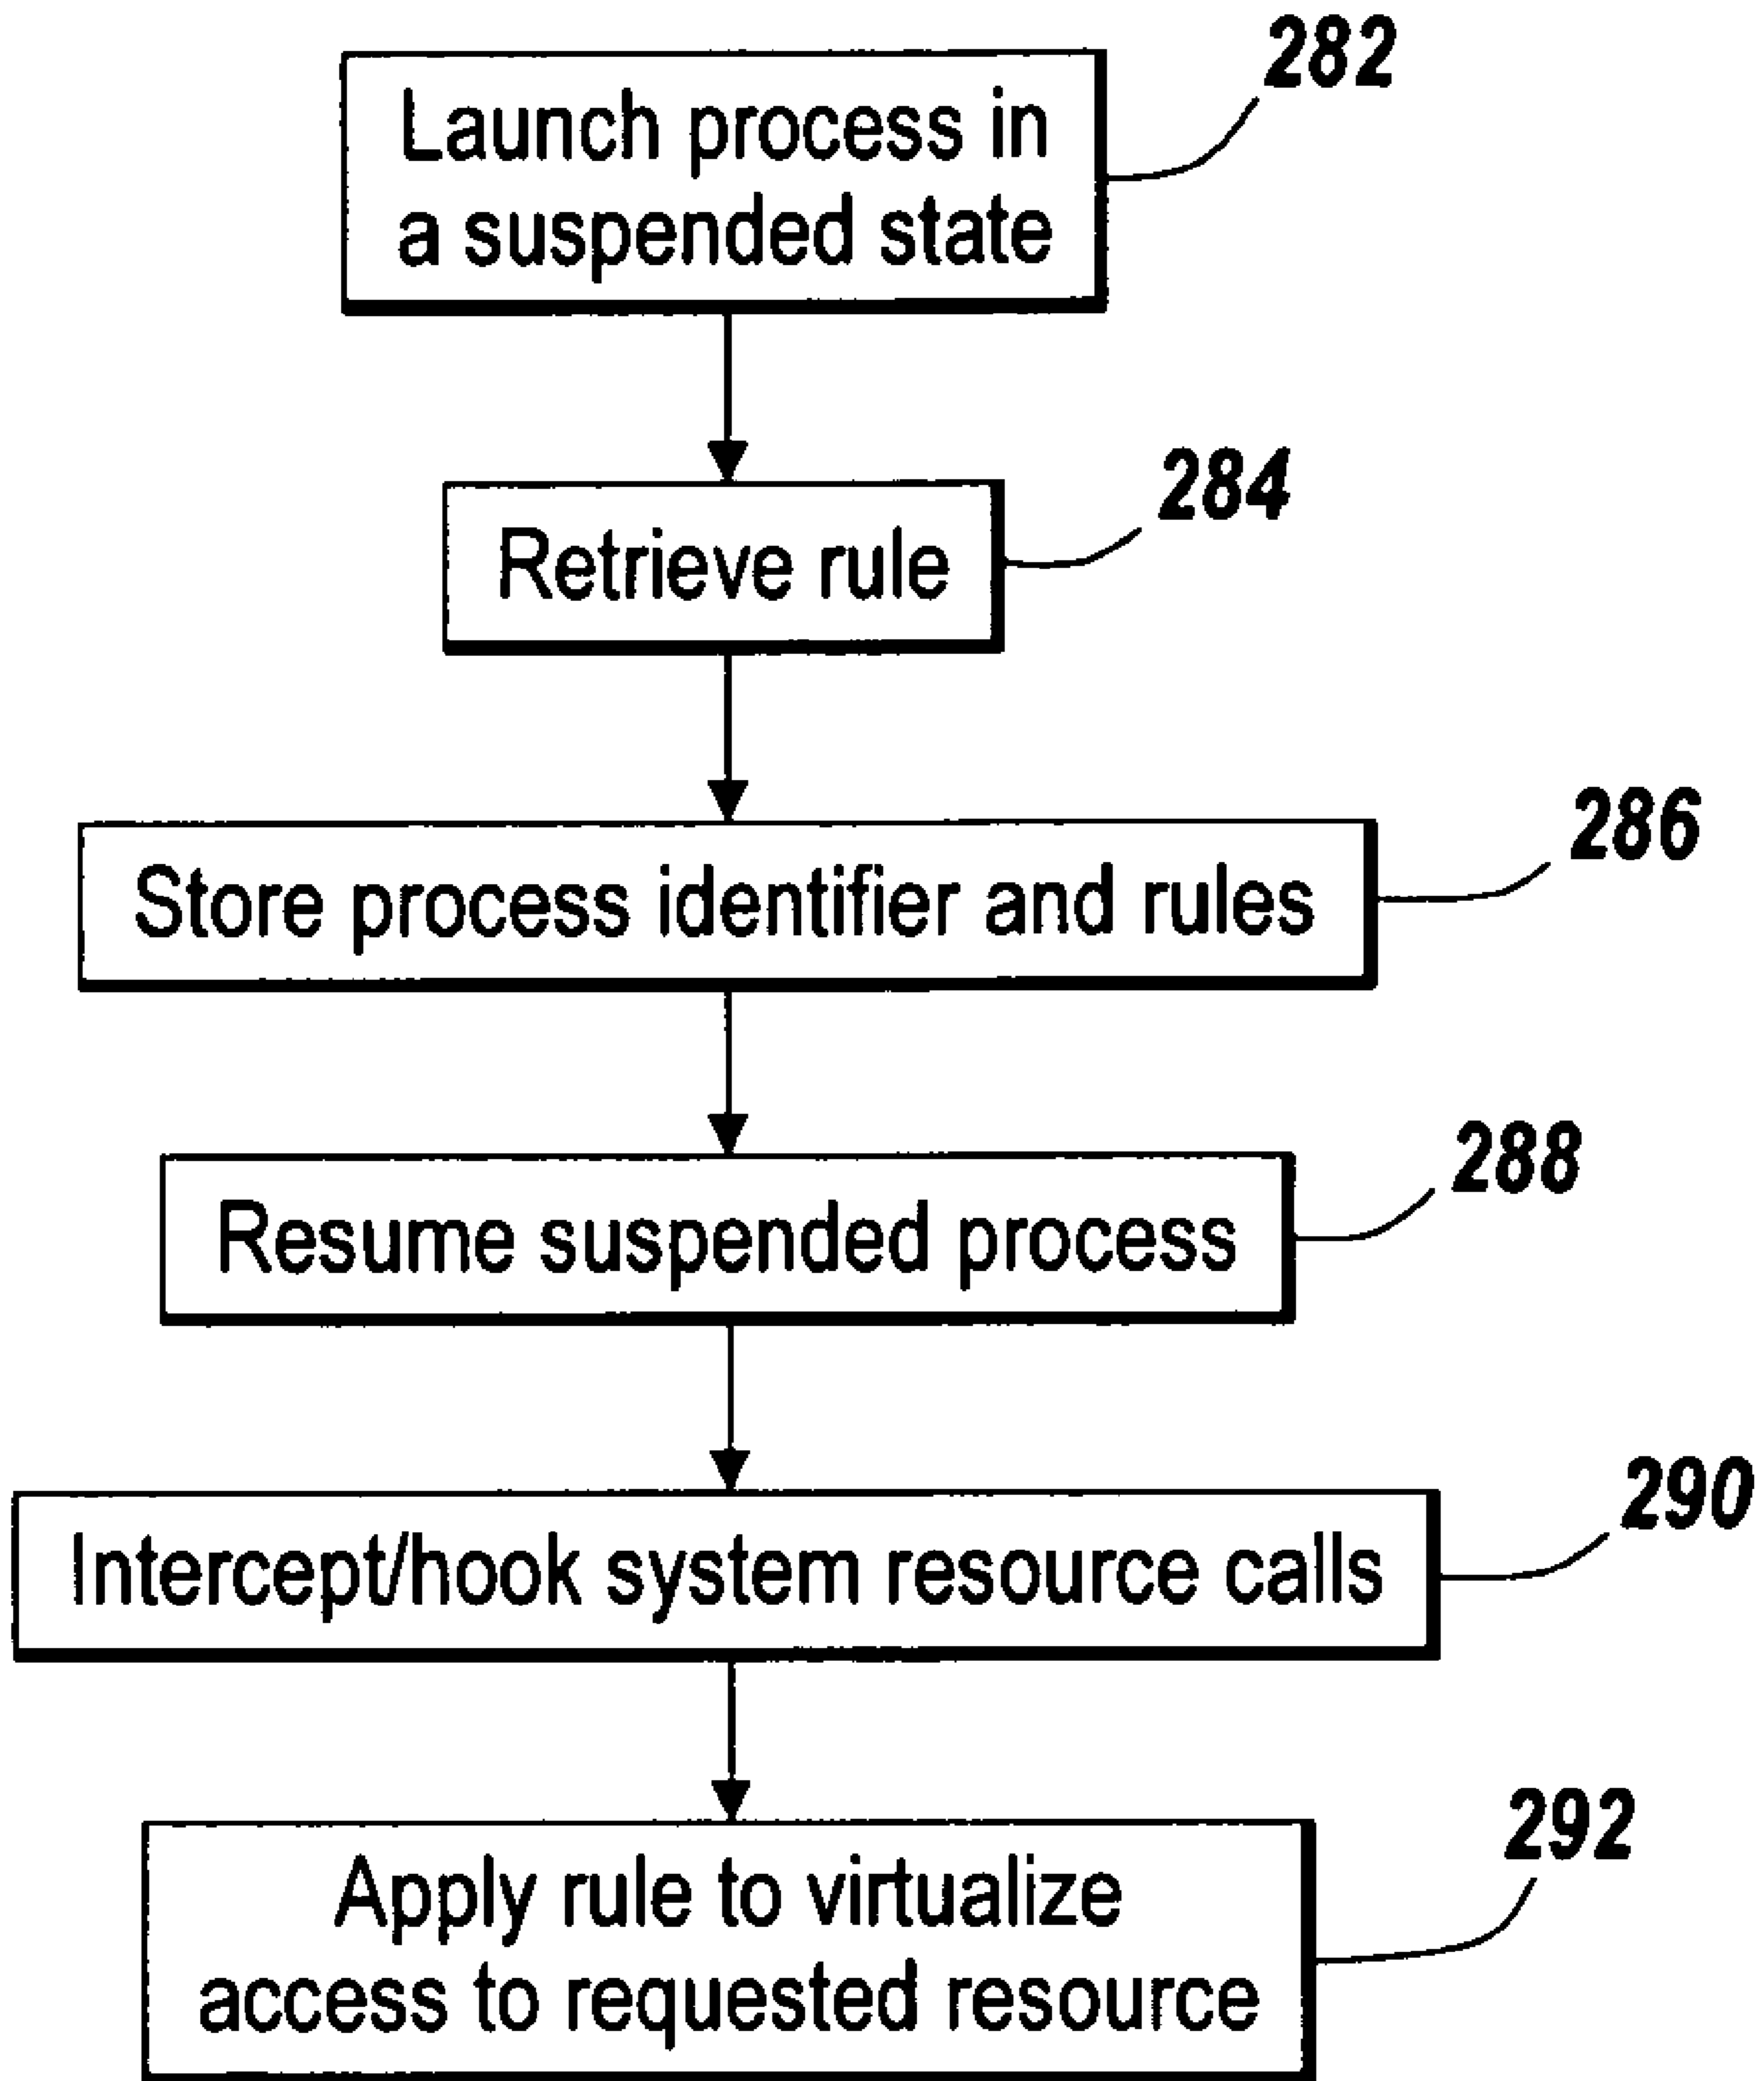 282
Launch process in
a suspended state
284
Retrieve rule
286
Store process identifier and rules
288
Resume suspended process
290
Intercept/hook system resource calls
292
Apply rule to virtualize
access to requested resource